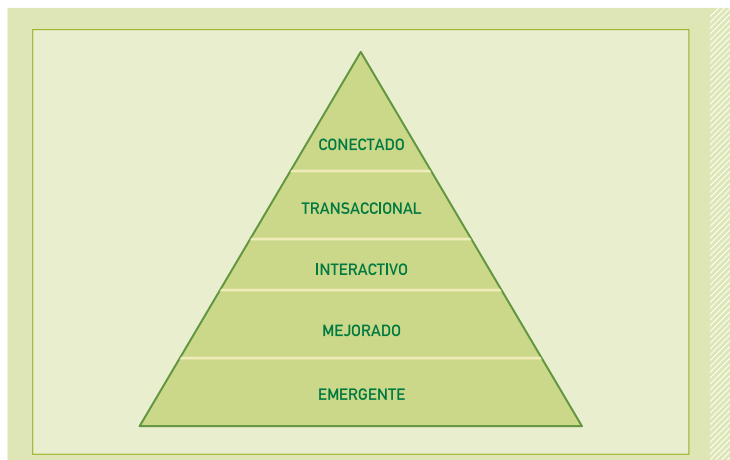 CONECTADO
TRANSACCIONAL
INTERACTIVO
MEJORADO
EMERGENTE